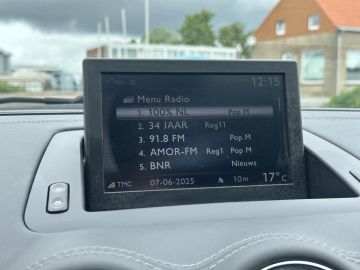 12:15
Menu Radio
1. 100% NL Pop M
2. 34 JAAR Reg11
3. 91.8 FM Pop M
4. AMOR-FM Reg1 Pop M
5. BNR Nieuws
TMC 07-06-2025 10m 17°C